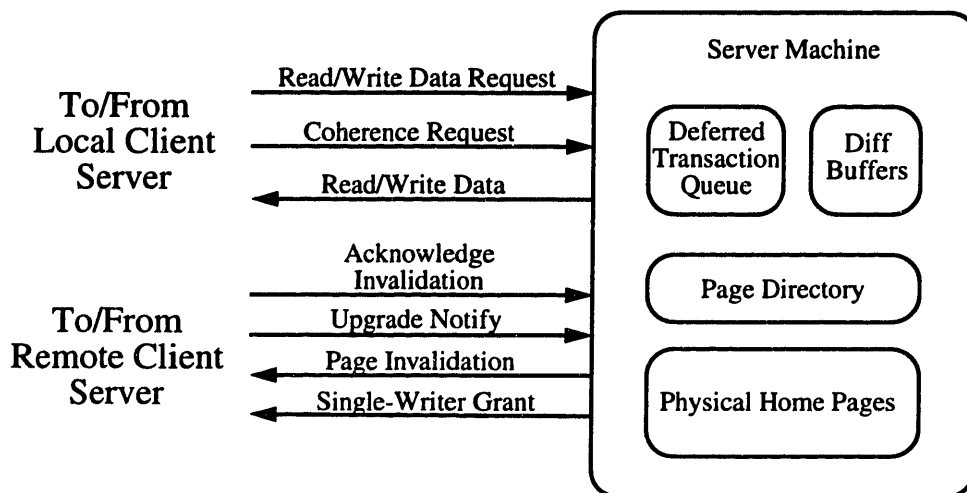 Server Machine
Read/Write Data Request
To/From
Local Client
Server
Coherence Request
Read/Write Data
Deferred
Transaction
Queue
Diff
Buffers
Acknowledge
Invalidation
To/From
Remote Client
Server
Upgrade Notify
Page Invalidation
Single-Writer Grant
Page Directory
Physical Home Pages